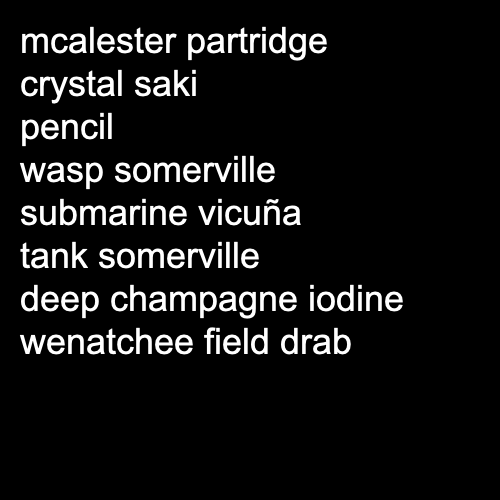 mcalester partridge
crystal saki
pencil
wasp somerville
submarine vicuña
tank somerville
deep champagne iodine
wenatchee field drab